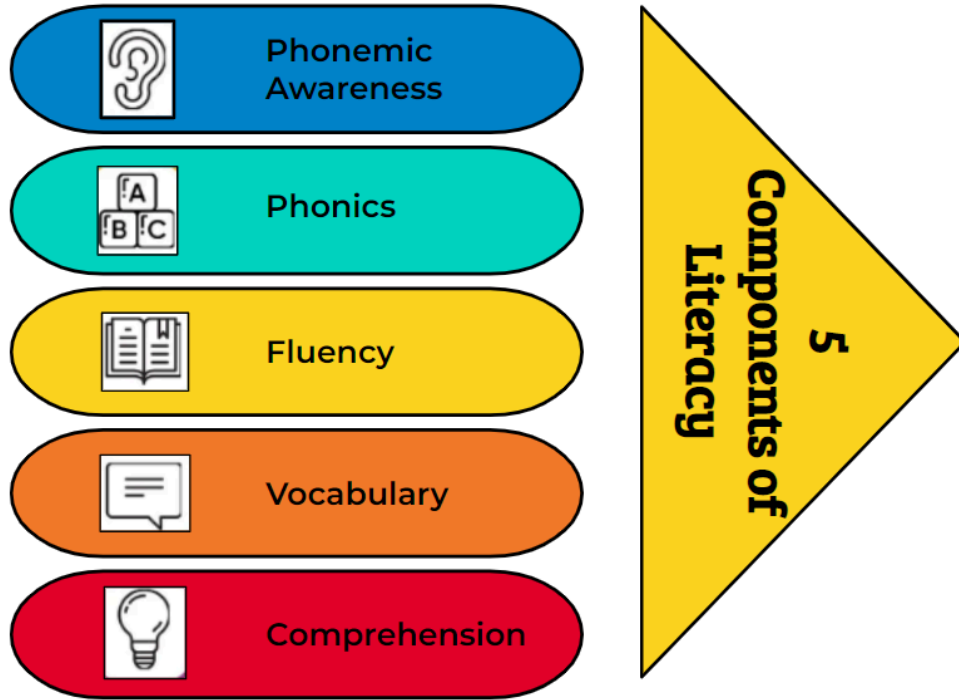 Phonemic
Awareness
A
B C
Phonics
Fluency
Vocabulary
Comprehension
5
Components of
Literacy